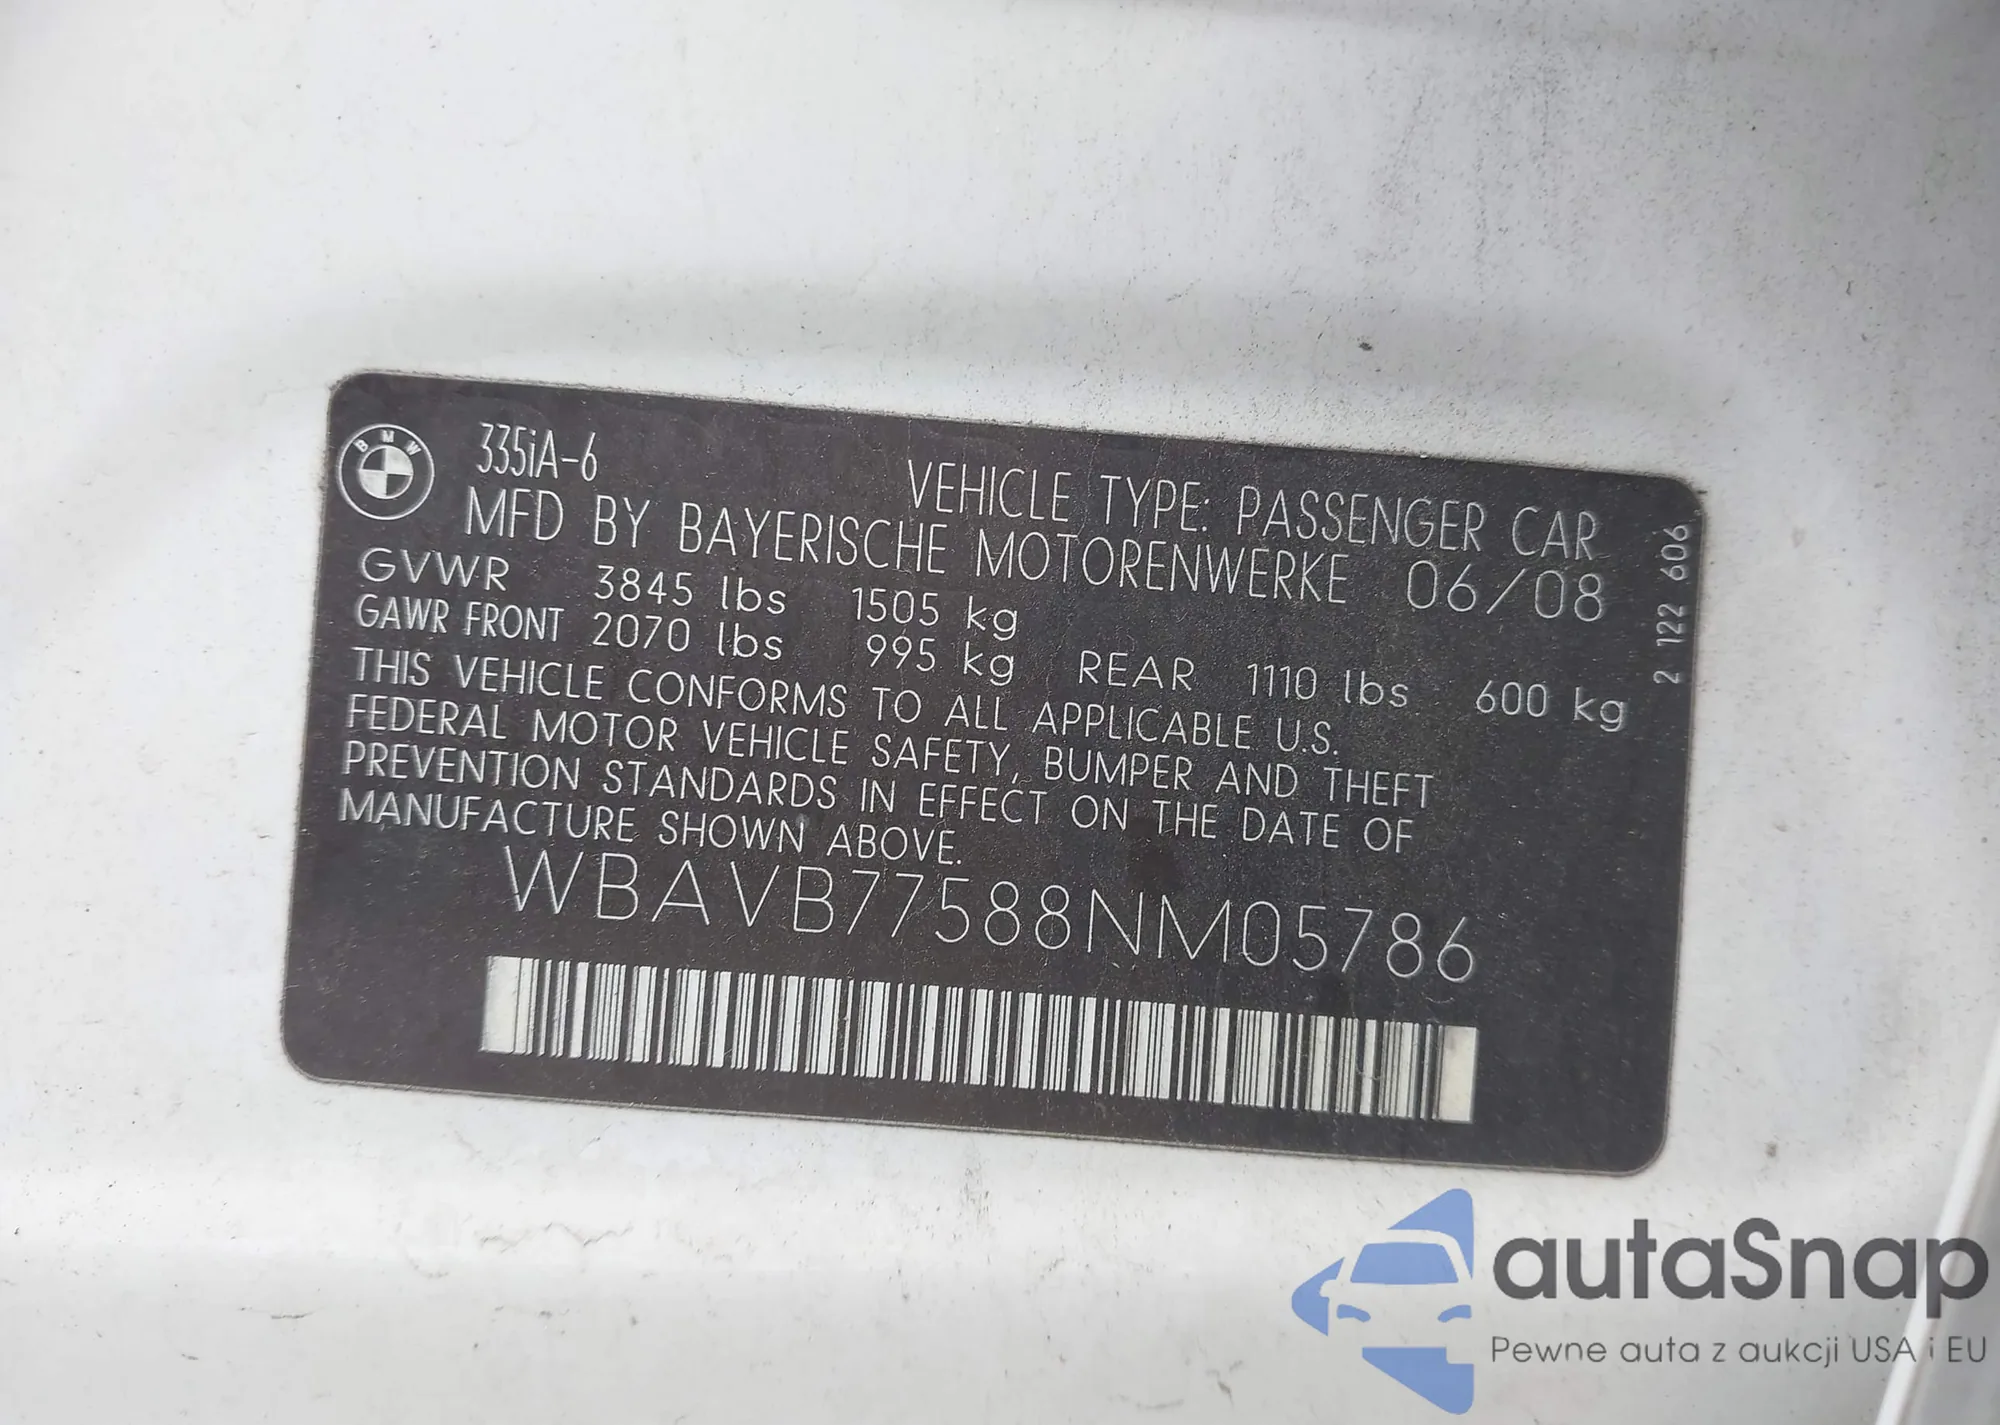 BMW
335iA-6
VEHICLE TYPE: PASSENGER CAR
MFD BY BAYERISCHE MOTORENWERKE 06/08
GVWR 3845 lbs 1505 kg
GAWR FRONT 2070 lbs 995 kg REAR 1110 lbs 600 kg
THIS VEHICLE CONFORMS TO ALL APPLICABLE U.S.
FEDERAL MOTOR VEHICLE SAFETY, BUMPER AND THEFT
PREVENTION STANDARDS IN EFFECT ON THE DATE OF
MANUFACTURE SHOWN ABOVE.
WBAVB77588NM05786
2 122 606
autaSnap
Pewne auta z aukcji USA i EU